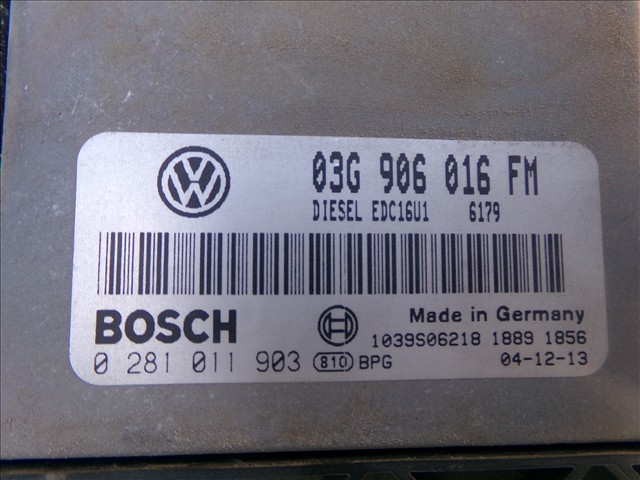 03G 906 016 FM
DIESEL EDC16U1 6179
BOSCH
Made in Germany
1039S06218 1889 1856
0 281 011 903 810 BPG
04-12-13